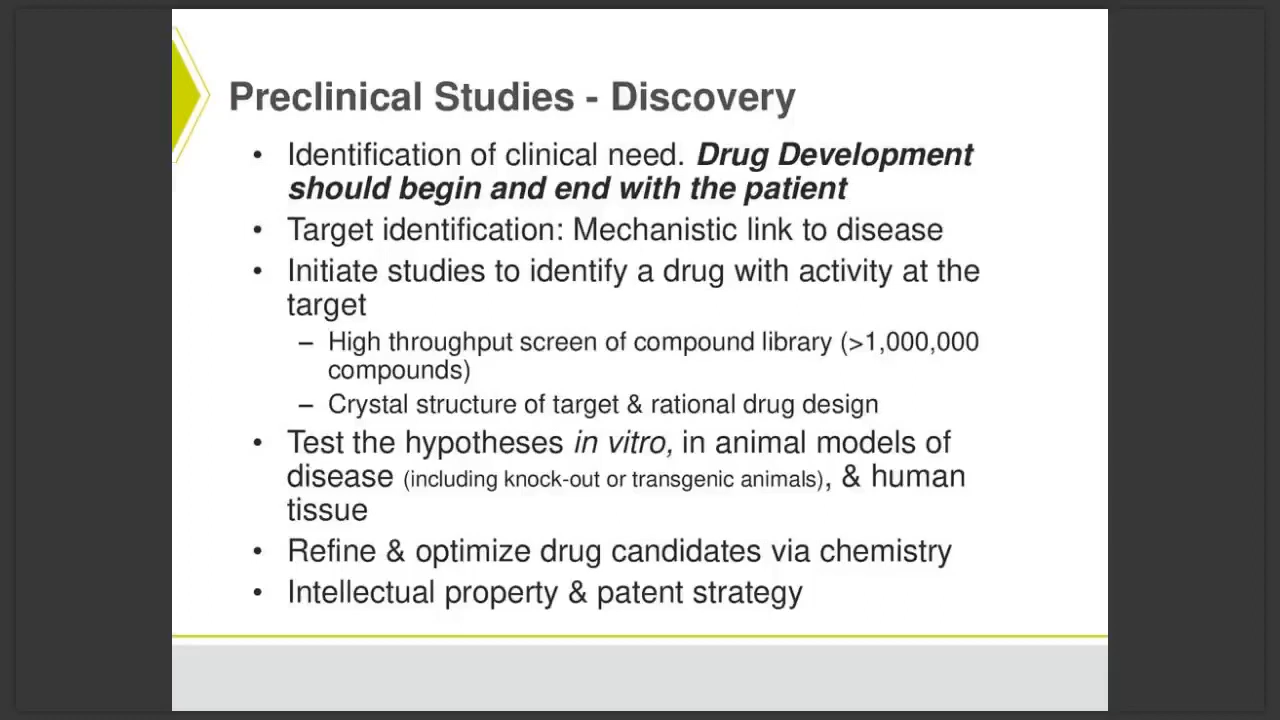 Preclinical Studies - Discovery
• Identification of clinical need. Drug Development
should begin and end with the patient
• Target identification: Mechanistic link to disease
• Initiate studies to identify a drug with activity at the
target
– High throughput screen of compound library (>1,000,000
compounds)
– Crystal structure of target & rational drug design
• Test the hypotheses in vitro, in animal models of
disease (including knock-out or transgenic animals), & human
tissue
• Refine & optimize drug candidates via chemistry
• Intellectual property & patent strategy